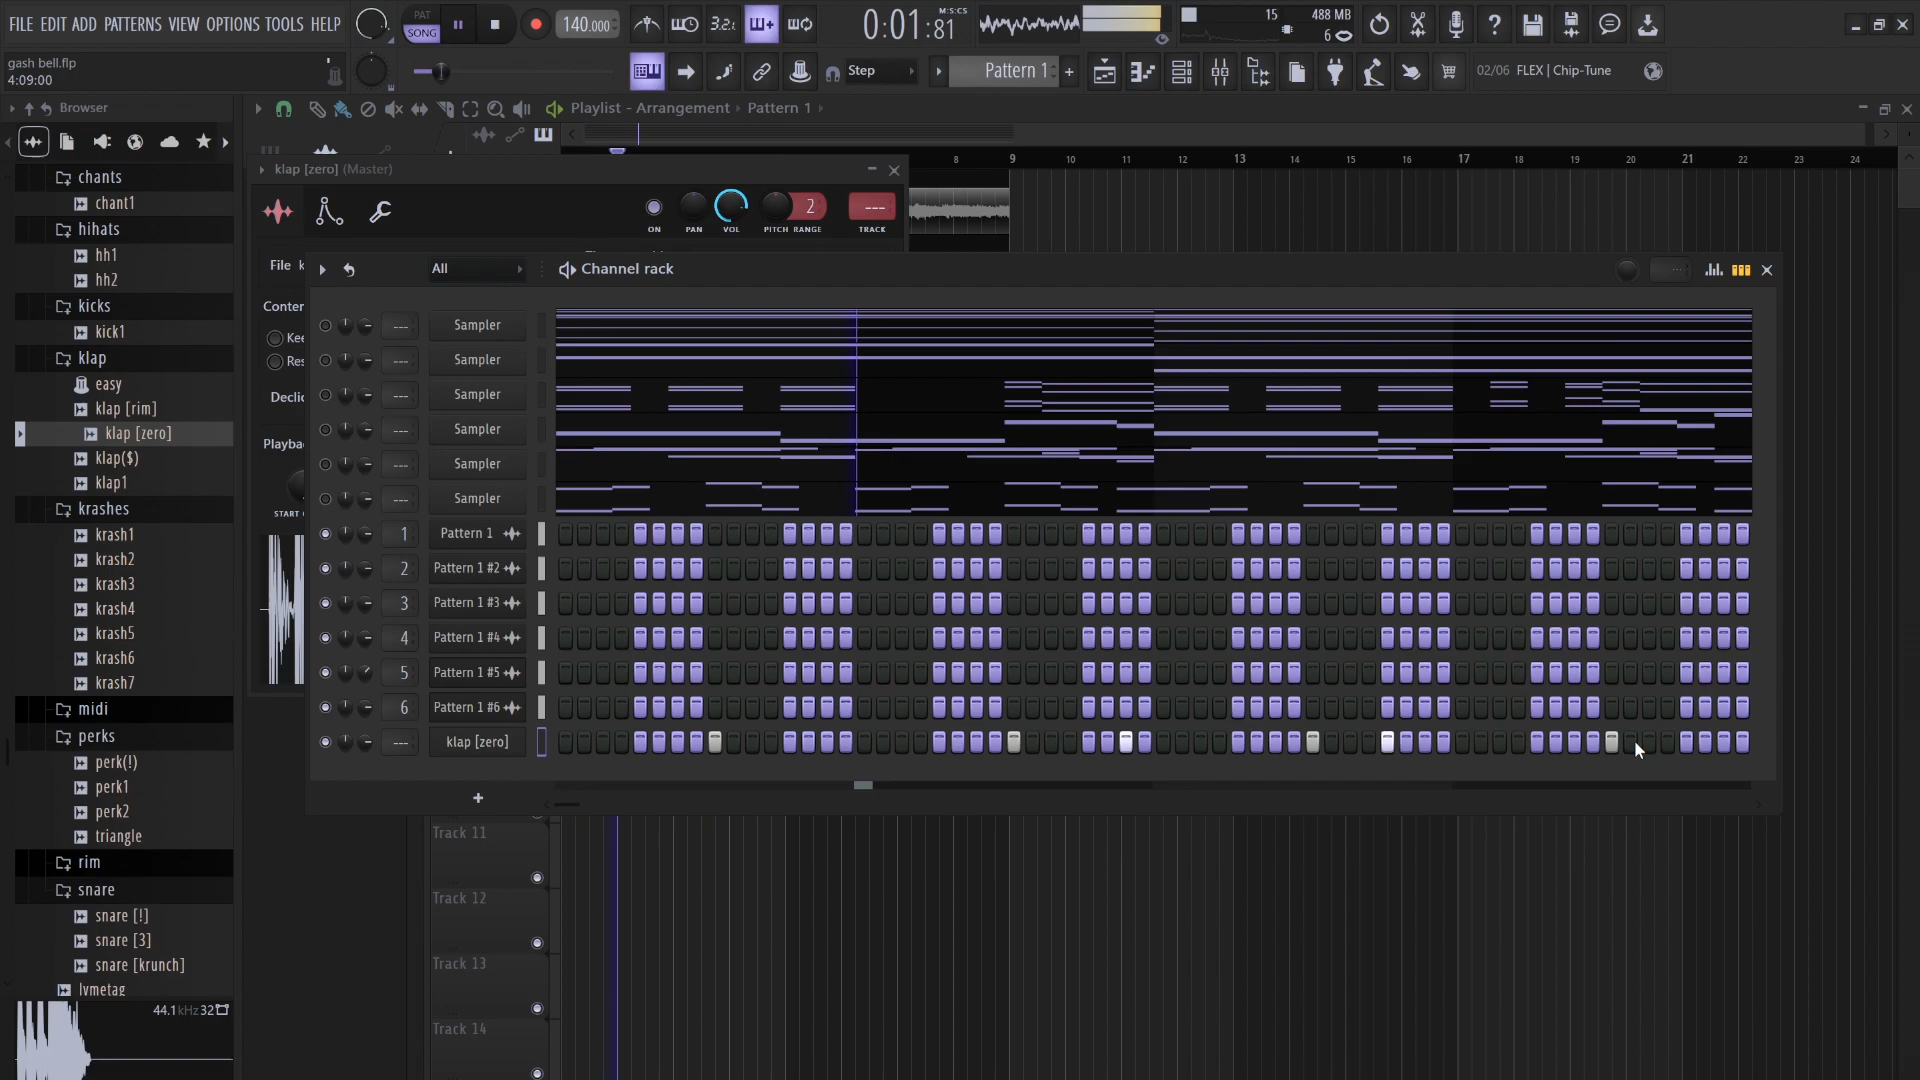 FILE EDIT ADD PATTERNS VIEW OPTIONS TOOLS HELP
PAT
SONG
140.000
3.2.
0:01:81
M:S:CS
15
488 MB
6
gash bell.flp
4:09:00
Step
Pattern 1
+
02/06 FLEX | Chip-Tune
Browser
Playlist - Arrangement › Pattern 1 ›
8 9 10 11 12 13 14 15 16 17 18 19 20 21 22 23 24
klap [zero] (Master)
ON
PAN
VOL
2
PITCH RANGE
---
TRACK
File
Playback
Channel rack
All
chants
chant1
hihats
hh1
hh2
kicks
kick1
klap
easy
klap [rim]
klap [zero]
klap($)
klap1
krashes
krash1
krash2
krash3
krash4
krash5
krash6
krash7
midi
perks
perk(!)
perk1
perk2
triangle
rim
snare
snare [!]
snare [3]
snare [krunch]
lvmetag
44.1kHz 32
--- Sampler
--- Sampler
--- Sampler
--- Sampler
--- Sampler
--- Sampler
1 Pattern 1
2 Pattern 1 #2
3 Pattern 1 #3
4 Pattern 1 #4
5 Pattern 1 #5
6 Pattern 1 #6
--- klap [zero]
+
Track 11
Track 12
Track 13
Track 14